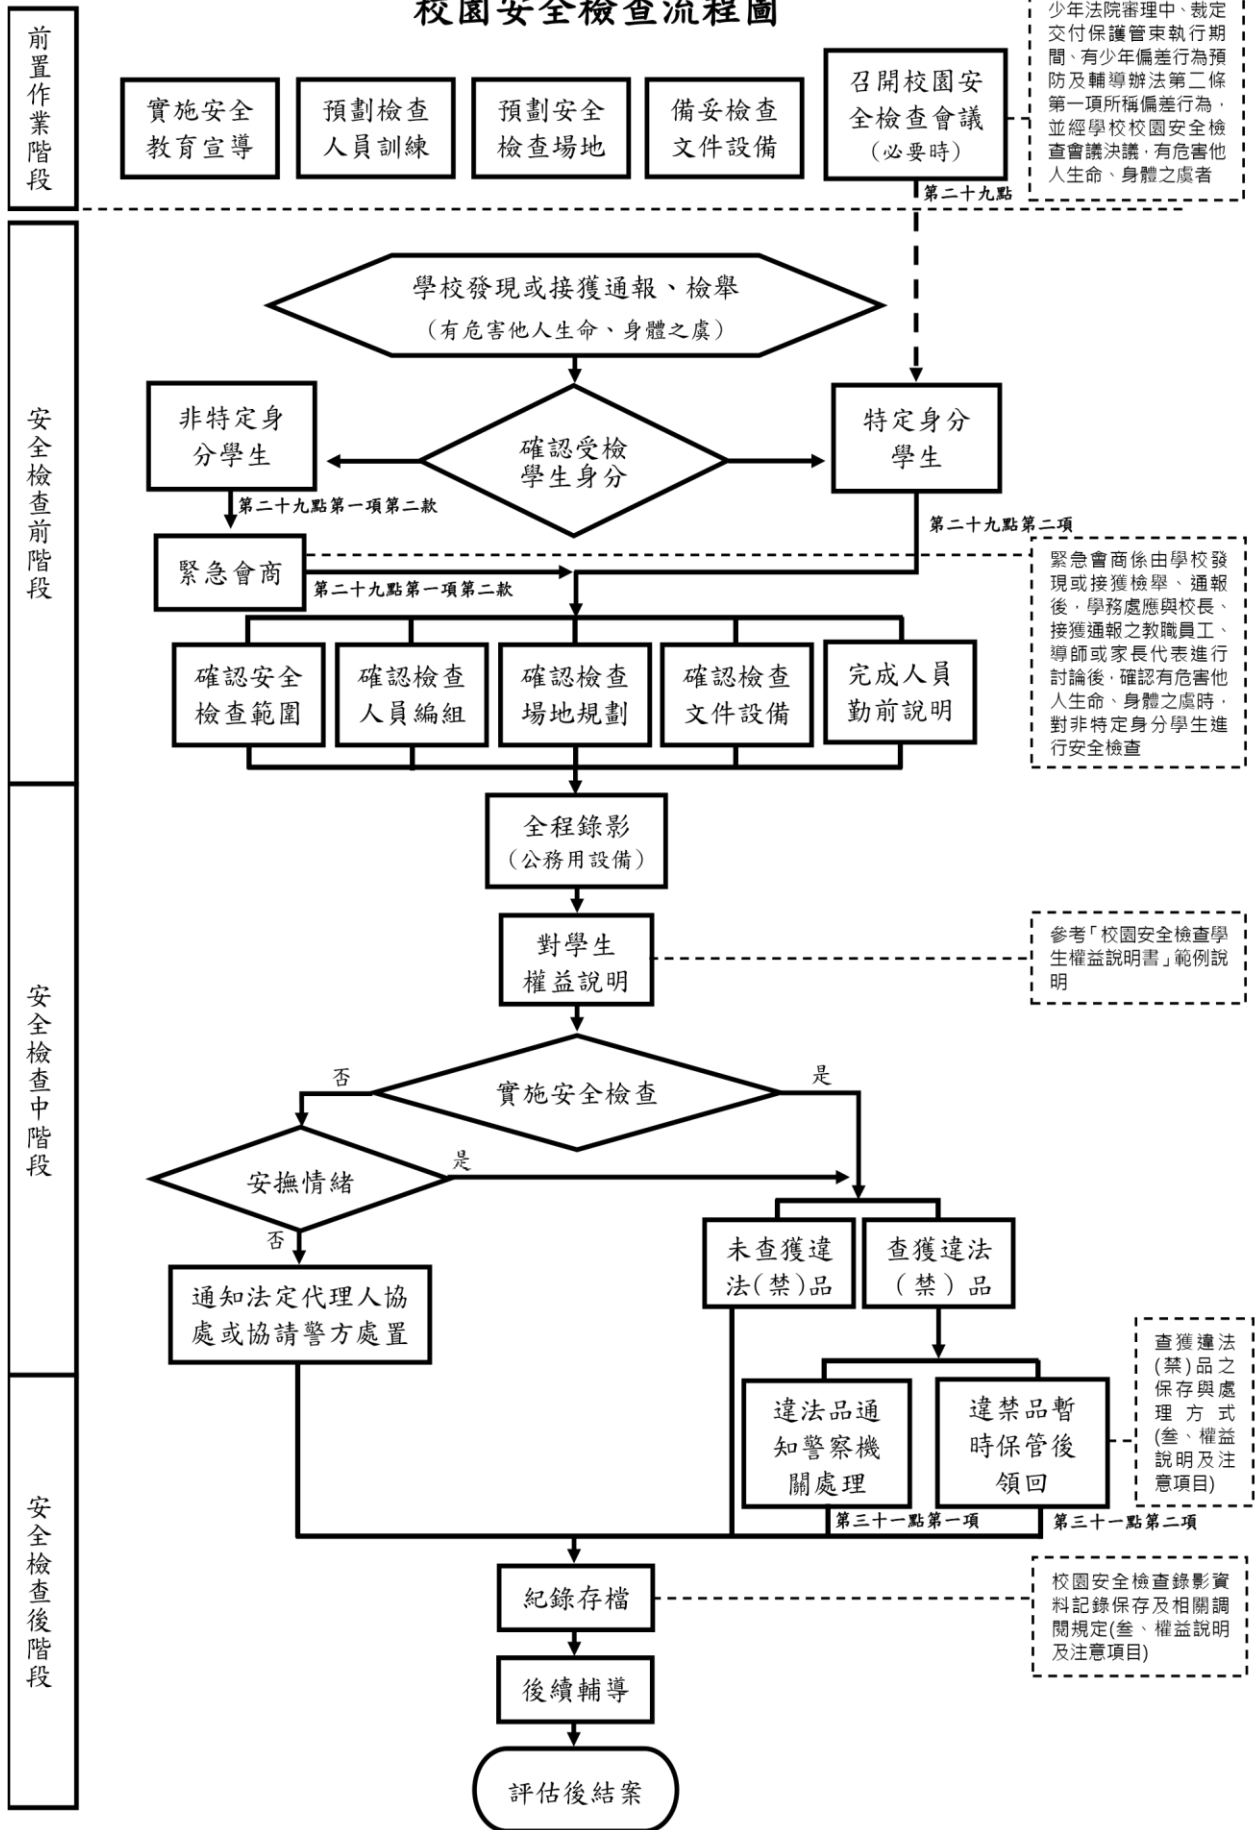 校園安全檢查流程圖
少年法院審理中、裁定
交付保護管束執行期
間、有少年偏差行為預
防及輔導辦法第二條
第一項所稱偏差行為，
並經學校校園安全檢
查會議決議，有危害他
人生命、身體之虞者
前置作業階段
實施安全
教育宣導
預劃檢查
人員訓練
預劃安全
檢查場地
備妥檢查
文件設備
召開校園安
全檢查會議
（必要時）
第二十九點
安全檢查前階段
學校發現或接獲通報、檢舉
（有危害他人生命、身體之虞）
非特定身
分學生
確認受檢
學生身分
特定身分
學生
第二十九點第一項第二款
第二十九點第二項
緊急會商
第二十九點第一項第二款
緊急會商係由學校發
現或接獲檢舉、通報
後，學務處應與校長、
接獲通報之教職員工、
導師或家長代表進行
討論後，確認有危害他
人生命、身體之虞時，
對非特定身分學生進
行安全檢查
確認安全
檢查範圍
確認檢查
人員編組
確認檢查
場地規劃
確認檢查
文件設備
完成人員
勤前說明
安全檢查中階段
全程錄影
（公務用設備）
對學生
權益說明
參考「校園安全檢查學
生權益說明書」範例說
明
實施安全檢查
否
是
安撫情緒
是
否
通知法定代理人協
處或協請警方處置
未查獲違
法(禁)品
查獲違法
（禁）品
違法品通
知警察機
關處理
違禁品暫
時保管後
領回
查獲違法
(禁)品之
保存與處
理方式
(叁、權益
說明及注
意項目)
第三十一點第一項
第三十一點第二項
安全檢查後階段
紀錄存檔
校園安全檢查錄影資
料記錄保存及相關調
閱規定(叁、權益說明
及注意項目)
後續輔導
評估後結案